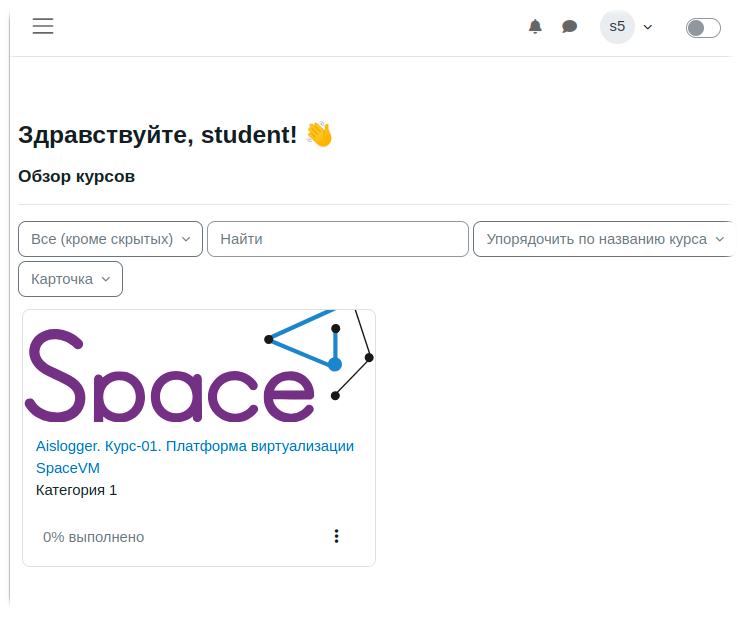 s5
Здравствуйте, student! 👋
Обзор курсов
Все (кроме скрытых)
Найти
Упорядочить по названию курса
Карточка
Space
Aislogger. Курс-01. Платформа виртуализации
SpaceVM
Категория 1
0% выполнено